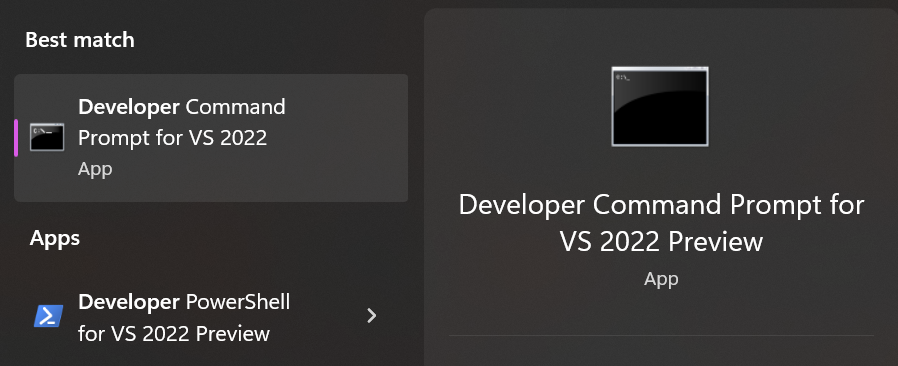 Best match
Developer Command
Prompt for VS 2022
App
Apps
Developer PowerShell
for VS 2022 Preview
Developer Command Prompt for
VS 2022 Preview
App